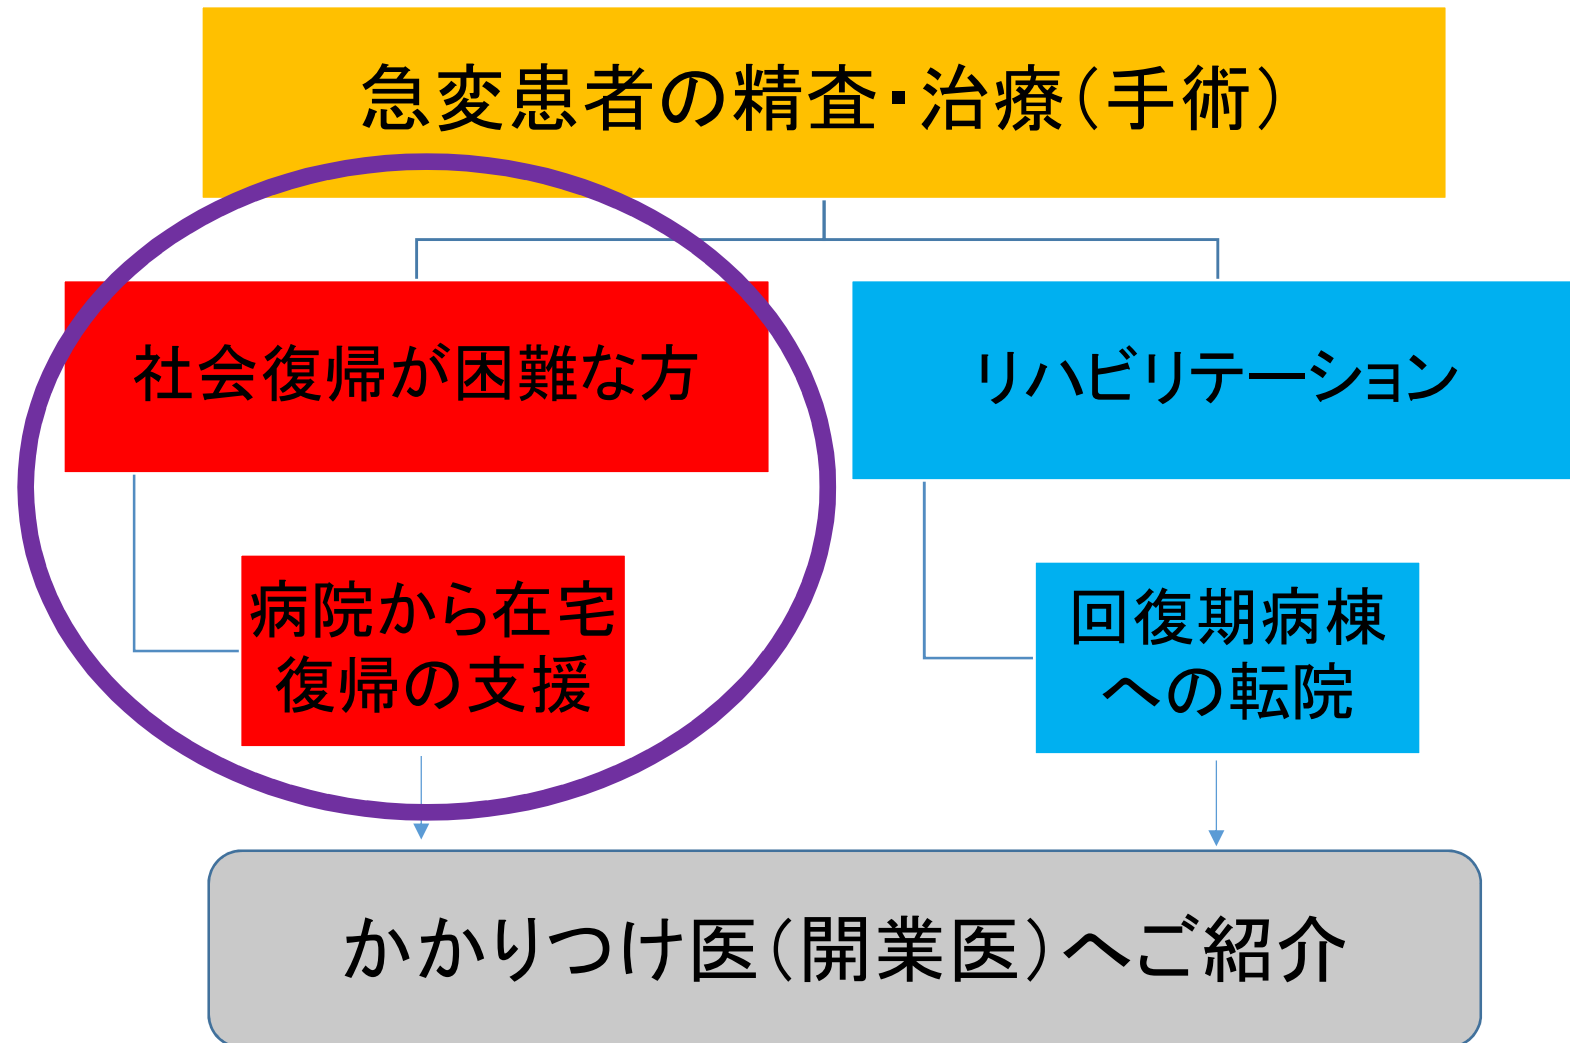 急変患者の精査・治療（手術）
社会復帰が困難な方
リハビリテーション
病院から在宅
復帰の支援
回復期病棟
への転院
かかりつけ医（開業医）へご紹介